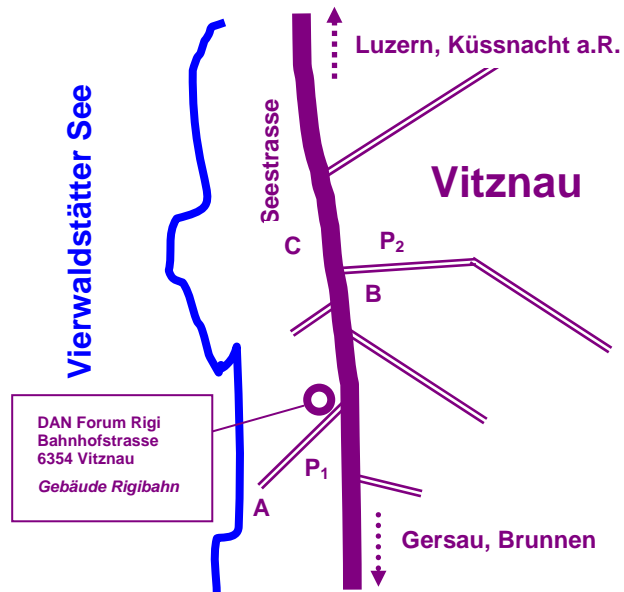 Luzern, Küssnacht a.R.
Vierwaldstätter See
Seestrasse
Vitznau
C
P2
B
DAN Forum Rigi
Bahnhofstrasse
6354 Vitznau
Gebäude Rigibahn
P1
A
Gersau, Brunnen